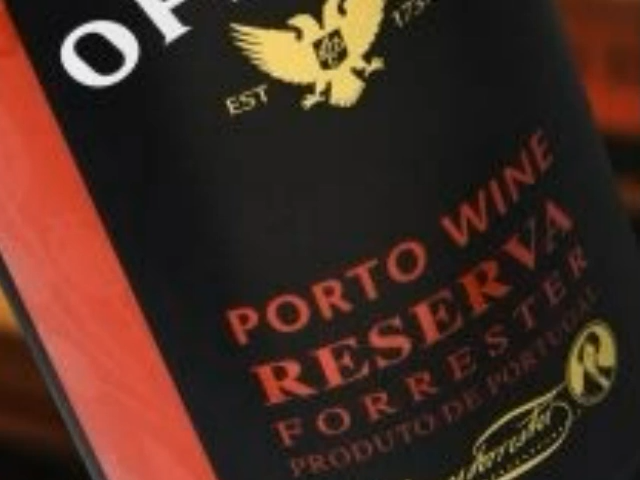 EST
PORTO WINE
RESERVA
FORRESTER
PRODUTO DE PORTUGAL